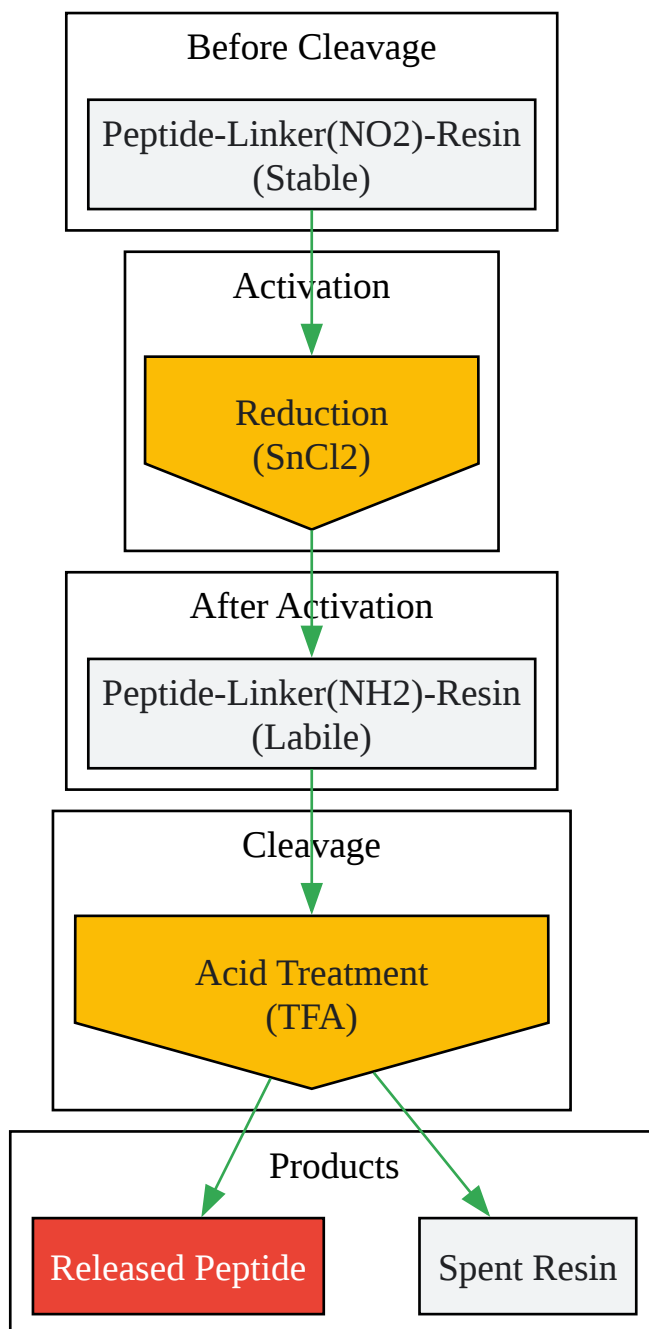 Before Cleavage
Peptide-Linker(NO2)-Resin
(Stable)
Activation
Reduction
(SnCl2)
After Activation
Peptide-Linker(NH2)-Resin
(Labile)
Cleavage
Acid Treatment
(TFA)
Products
Released Peptide
Spent Resin